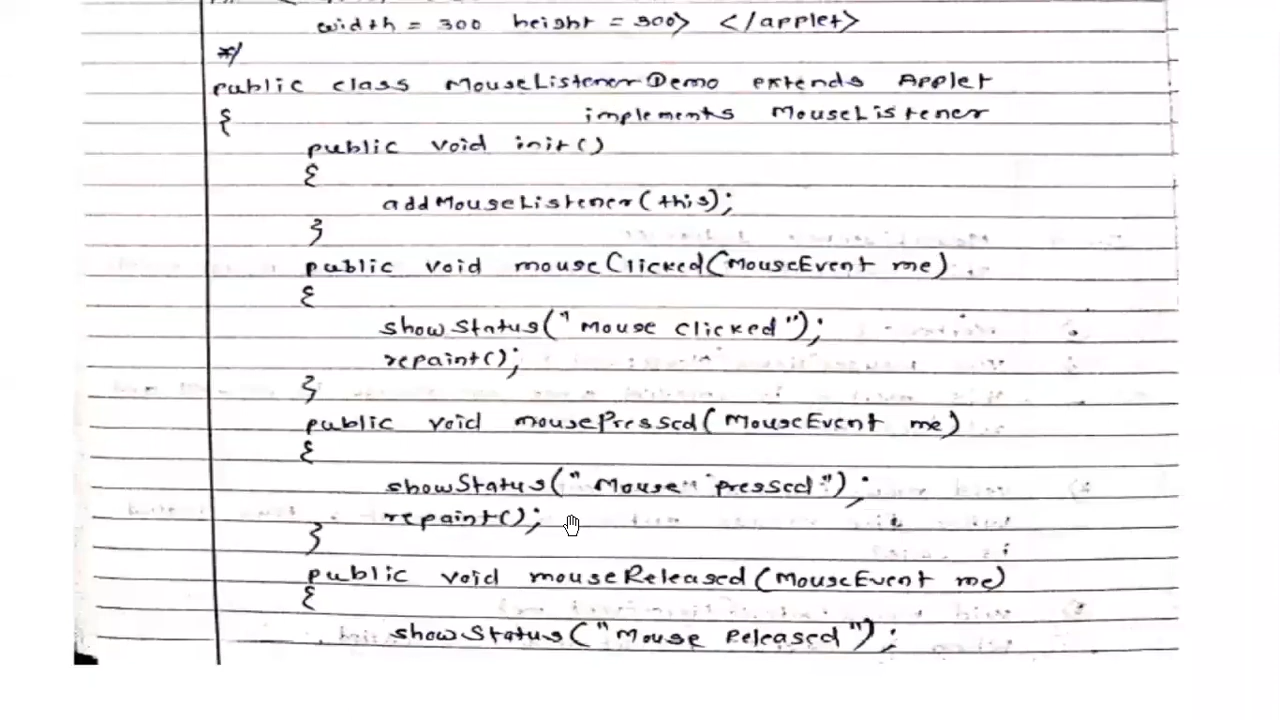 width = 300 height = 300> </applet>
*/
public class MouseListenerDemo extends Applet
{ implements MouseListener
public void init()
{
addMouseListener(this);
}
public void mouseClicked(MouseEvent me)
{
showStatus("Mouse Clicked");
repaint();
}
public void mousePressed(MouseEvent me)
{
showStatus("Mouse pressed");
repaint();
}
public void mouseReleased(MouseEvent me)
{
showStatus("Mouse Released");